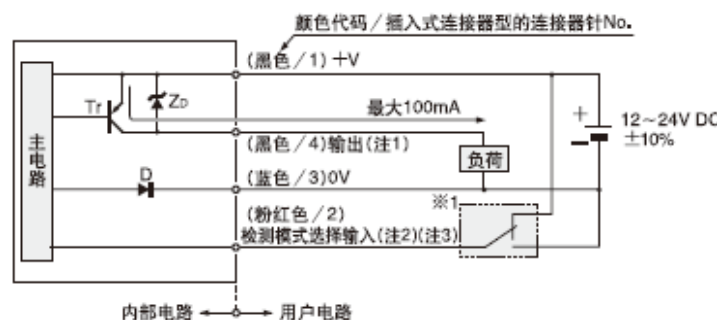 颜色代码／插入式连接器型的连接器针No.
(黑色／1)＋V
Tr
ZD
最大100mA
主电路
(黑色／4)输出(注1)
负荷
＋
－
12～24V DC
±10%
D
(蓝色／3)0V
(粉红色／2)
检测模式选择输入(注2)(注3)
※1
内部电路
用户电路